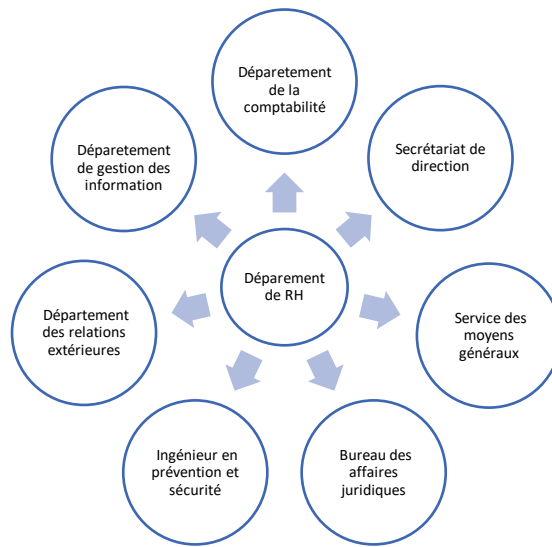 Déparetement
de la
comptabilité
Secrétariat de
direction
Service des
moyens
généraux
Bureau des
affaires
juridiques
Ingénieur en
prévention et
sécurité
Département
des relations
extérieures
Déparetement
de gestion des
information
Déparement
de RH